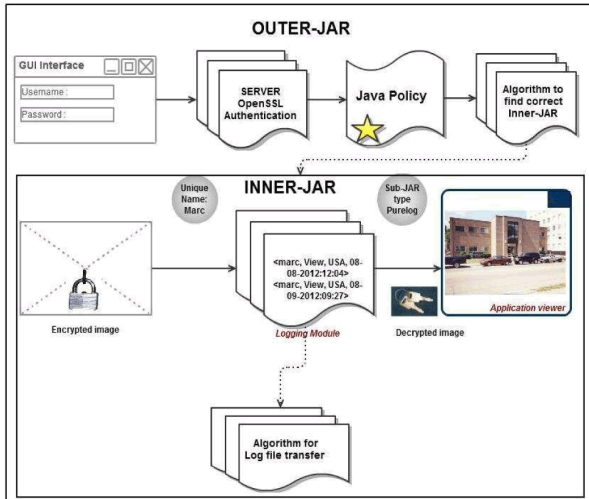 OUTER-JAR
GUI Interface
Username :
Password :
SERVER
OpenSSL
Authentication
Java Policy
Algorithm to
find correct
Inner-JAR
INNER-JAR
Unique
Name:
Marc
Sub-JAR
type
Purelog
<marc, View, USA, 08-
08-2012:12:04>
<marc, View, USA, 08-
09-2012:09:27>
Encrypted image
Logging Module
Decrypted image
Application viewer
Algorithm for
Log file transfer